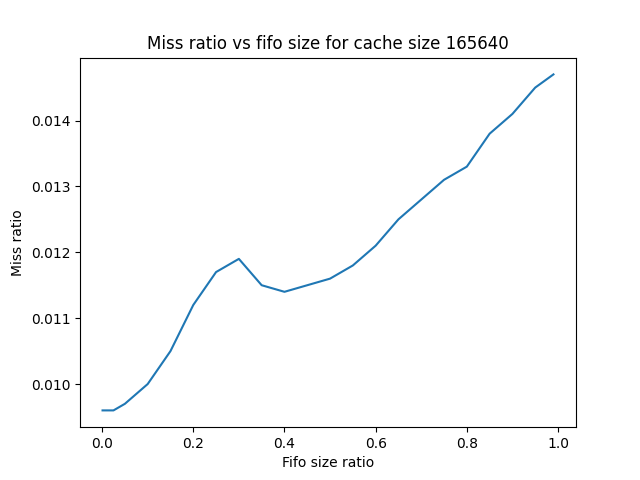 Miss ratio vs fifo size for cache size 165640
0.014
0.013
0.012
0.011
0.010
Miss ratio
0.0 0.2 0.4 0.6 0.8 1.0
Fifo size ratio